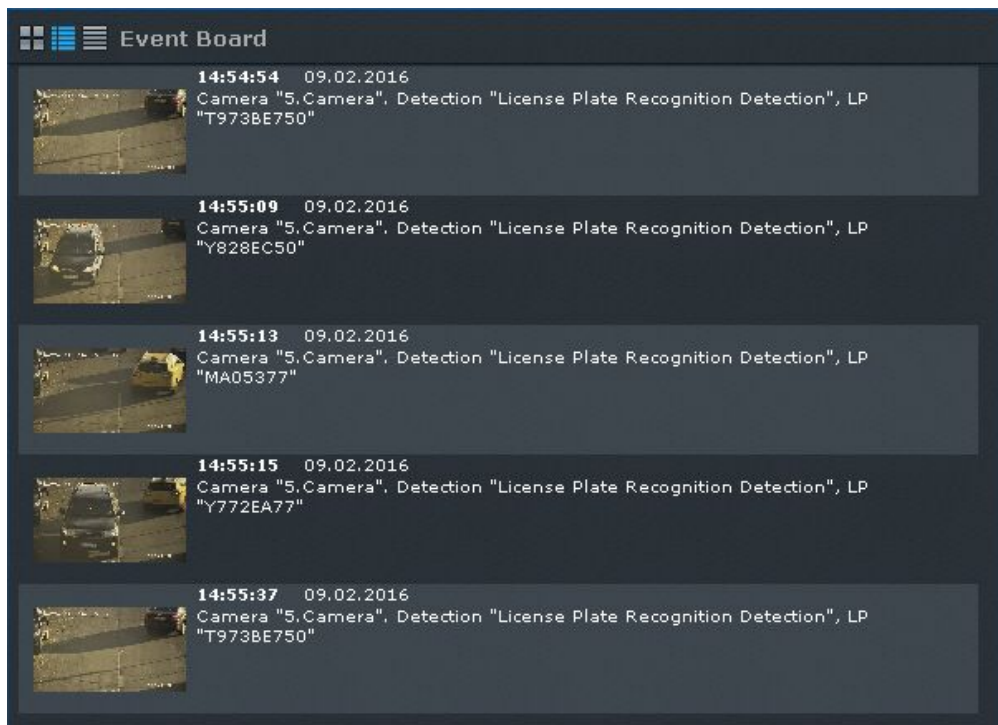 Event Board
14:54:54 09.02.2016
Camera "5.Camera". Detection "License Plate Recognition Detection", LP
"T973BE750"
14:55:09 09.02.2016
Camera "5.Camera". Detection "License Plate Recognition Detection", LP
"Y828EC50"
14:55:13 09.02.2016
Camera "5.Camera". Detection "License Plate Recognition Detection", LP
"MA05377"
14:55:15 09.02.2016
Camera "5.Camera". Detection "License Plate Recognition Detection", LP
"Y772EA77"
14:55:37 09.02.2016
Camera "5.Camera". Detection "License Plate Recognition Detection", LP
"T973BE750"